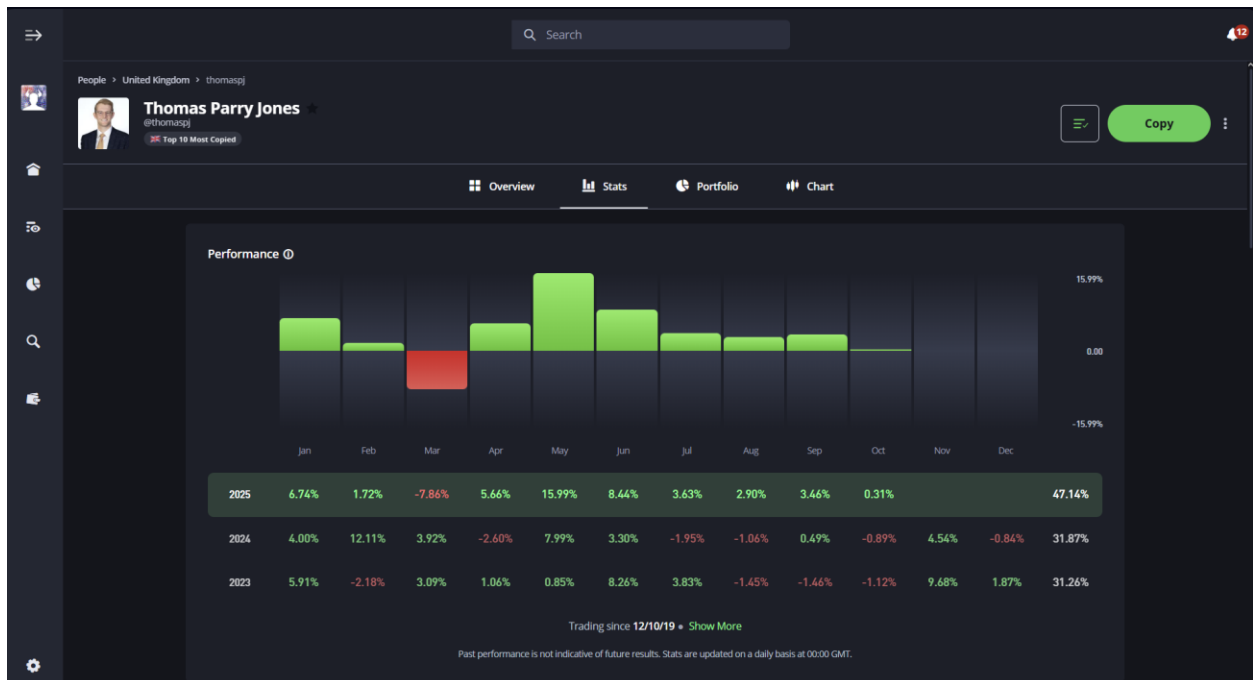 Search
12
People > United Kingdom > thomaspj
Thomas Parry Jones
@thomaspj
Top 10 Most Copied
Copy
Overview
Stats
Portfolio
Chart
Performance
15.99%
0.00
-15.99%
Jan Feb Mar Apr May Jun Jul Aug Sep Oct Nov Dec
2025 6.74% 1.72% -7.86% 5.66% 15.99% 8.44% 3.63% 2.90% 3.46% 0.31% 47.14%
2024 4.00% 12.11% 3.92% -2.60% 7.99% 3.30% -1.95% -1.06% 0.49% -0.89% 4.54% -0.84% 31.87%
2023 5.91% -2.18% 3.09% 1.06% 0.85% 8.26% 3.83% -1.45% -1.46% -1.12% 9.68% 1.87% 31.26%
Trading since 12/10/19 • Show More
Past performance is not indicative of future results. Stats are updated on a daily basis at 00:00 GMT.